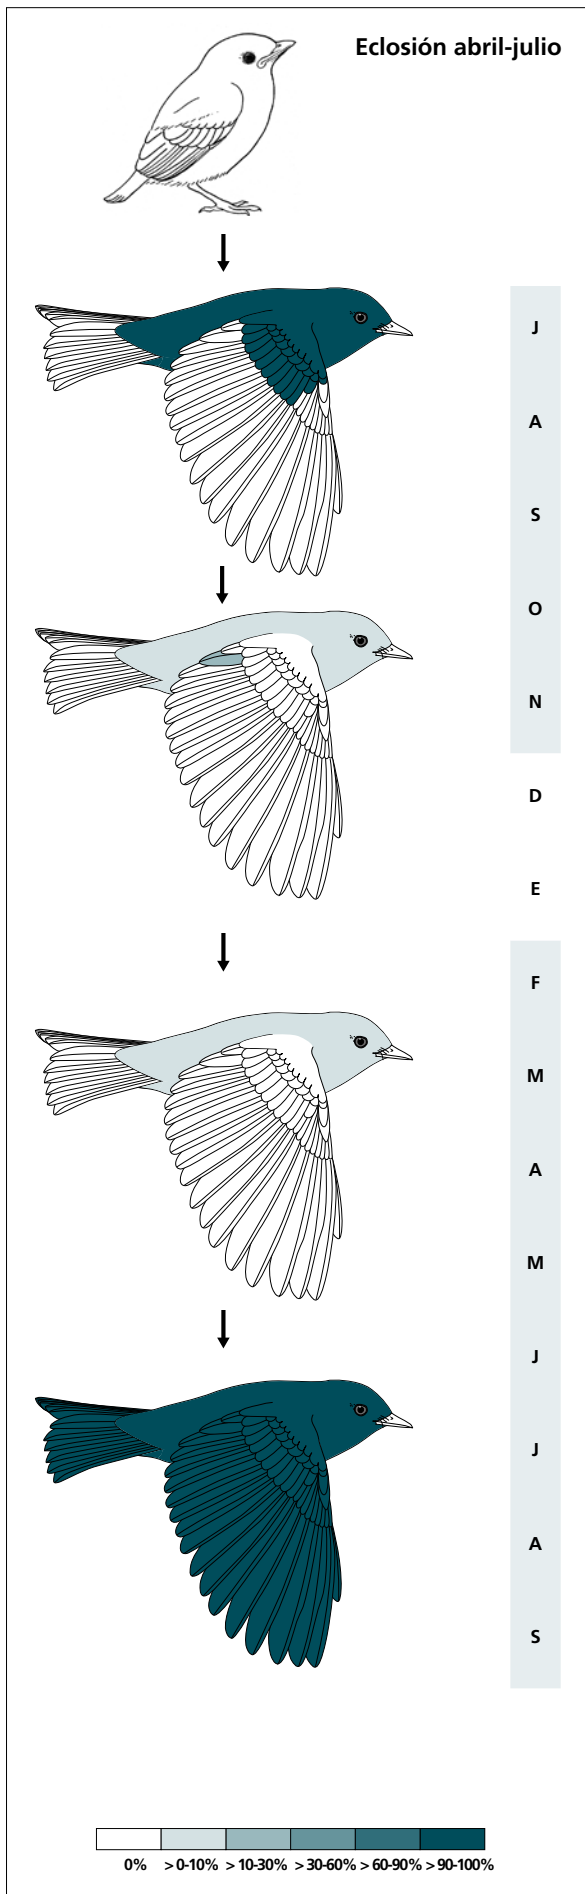 Eclosión abril-julio
J
A
S
O
N
D
E
F
M
A
M
J
J
A
S
0% >0-10% >10-30% >30-60% >60-90% >90-100%